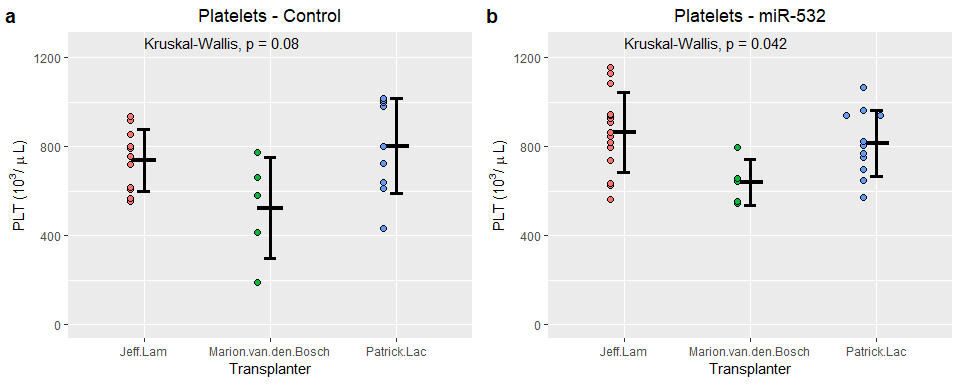 a
Platelets - Control
Kruskal-Wallis, p = 0.08
PLT (10³/ μ L)
1200
800
400
0
Jeff.Lam Marion.van.den.Bosch Patrick.Lac
Transplanter
b
Platelets - miR-532
Kruskal-Wallis, p = 0.042
PLT (10³/ μ L)
1200
800
400
0
Jeff.Lam Marion.van.den.Bosch Patrick.Lac
Transplanter